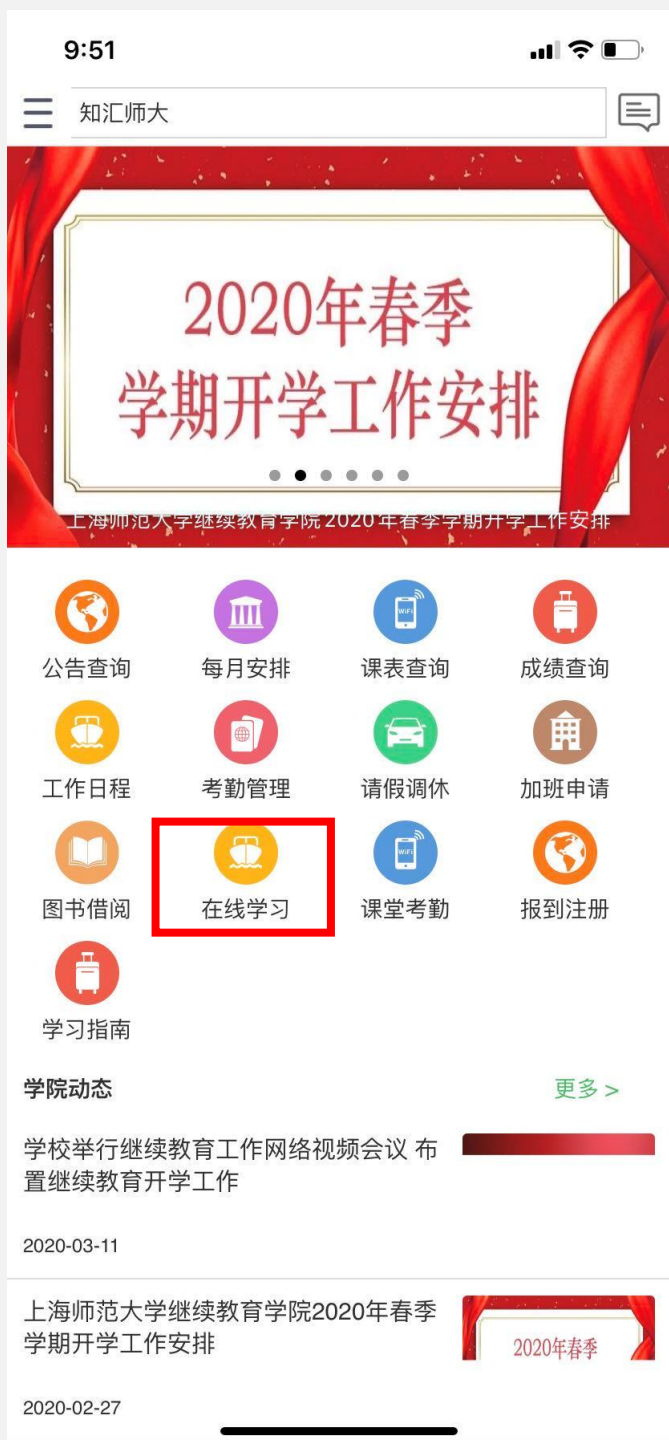 9:51
知汇师大
2020年春季
学期开学工作安排
上海师范大学继续教育学院2020年春季学期开学工作安排
公告查询 每月安排 WiFi 课表查询 成绩查询
工作日程 考勤管理 请假调休 加班申请
图书借阅 在线学习 WiFi 课堂考勤 报到注册
学习指南
学院动态 更多 >
学校举行继续教育工作网络视频会议 布
置继续教育开学工作
2020-03-11
上海师范大学继续教育学院2020年春季
学期开学工作安排
2020年春季
2020-02-27